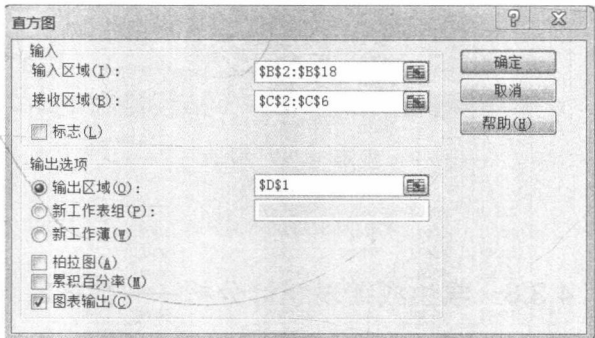 直方图
输入
输入区域(I): $B$2:$B$18
接收区域(B): $C$2:$C$6
标志(L)
输出选项
输出区域(O): $D$1
新工作表组(P):
新工作薄(W)
柏拉图(A)
累积百分率(M)
图表输出(C)
确定
取消
帮助(H)